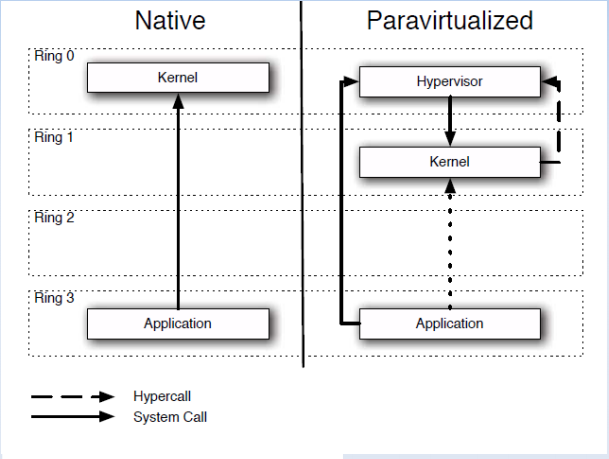 Native
Paravirtualized
Ring 0
Kernel
Hypervisor
Ring 1
Kernel
Ring 2
Ring 3
Application
Application
Hypercall
System Call